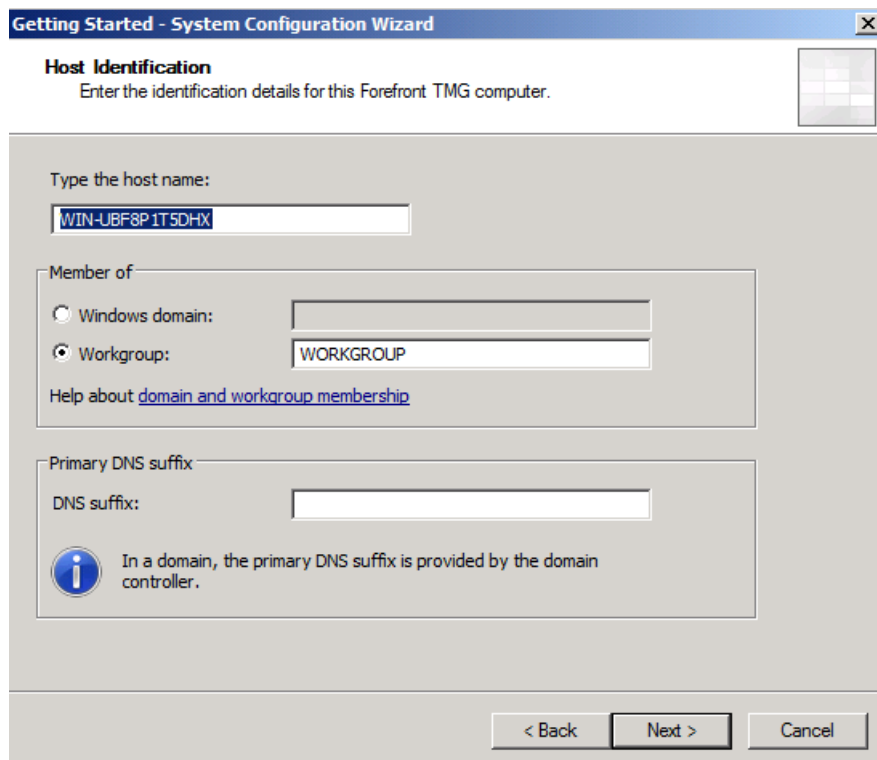 Getting Started - System Configuration Wizard
Host Identification
Enter the identification details for this Forefront TMG computer.
Type the host name:
WIN-UBF8P1T5DHX
Member of
Windows domain:
Workgroup: WORKGROUP
Help about domain and workgroup membership
Primary DNS suffix
DNS suffix:
In a domain, the primary DNS suffix is provided by the domain
controller.
< Back Next > Cancel